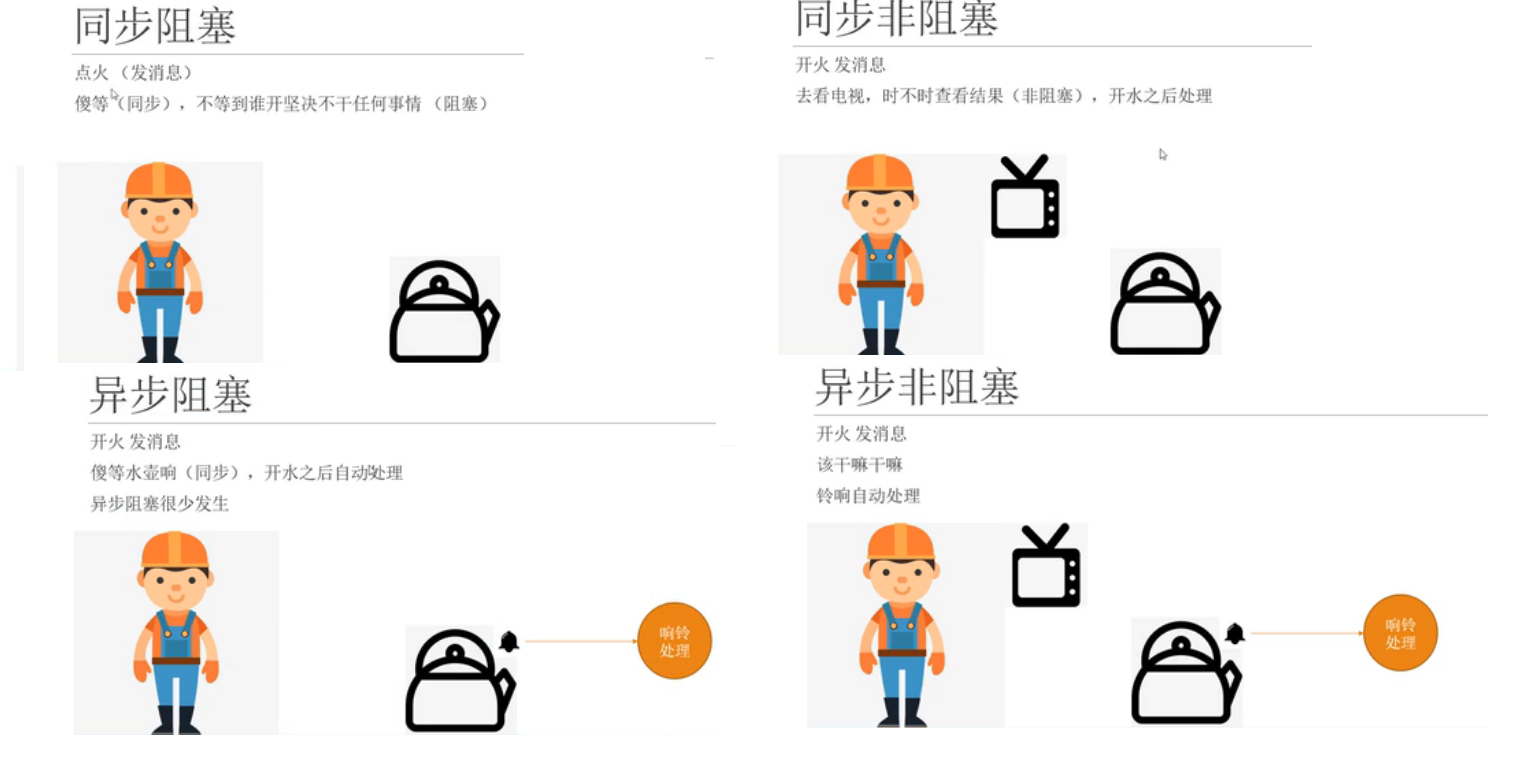 同步阻塞
点火 （发消息）
傻等（同步），不等到谁开坚决不干任何事情 （阻塞）
同步非阻塞
开火 发消息
去看电视，时不时查看结果（非阻塞），开水之后处理
异步阻塞
开火 发消息
傻等水壶响（同步），开水之后自动处理
异步阻塞很少发生
响铃
处理
异步非阻塞
开火 发消息
该干嘛干嘛
铃响自动处理
响铃
处理